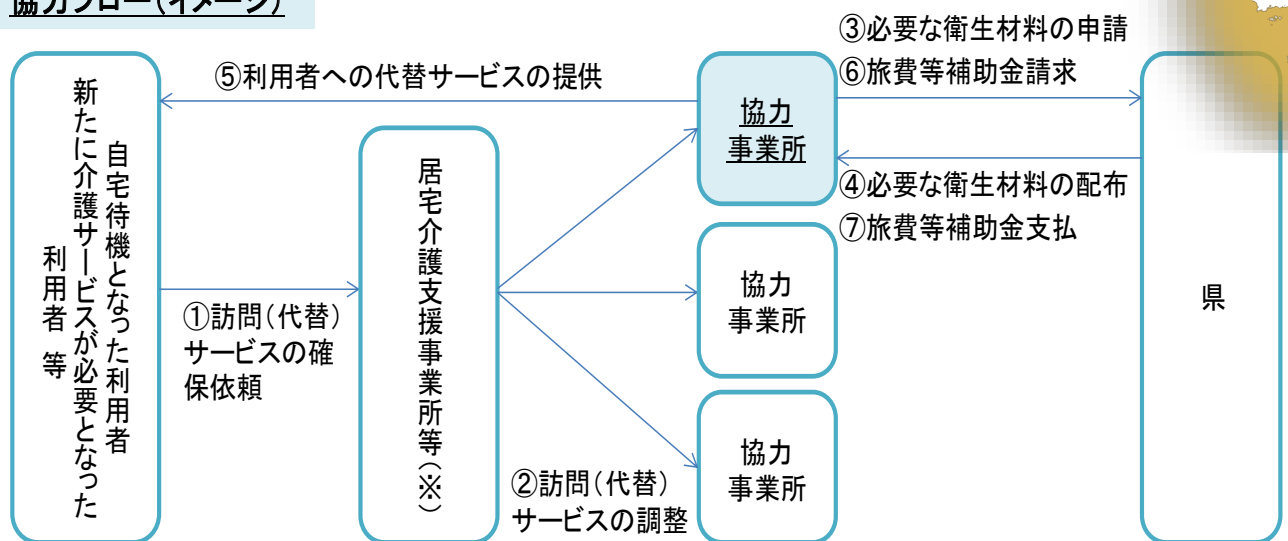 協力フロー(イメージ)
自宅待機となった利用者
新たに介護サービスが必要となった
利用者 等
①訪問(代替)
サービスの確
保依頼
居宅介護支援事業所等(※)
②訪問(代替)
サービスの調整
⑤利用者への代替サービスの提供
協力
事業所
協力
事業所
協力
事業所
③必要な衛生材料の申請
⑥旅費等補助金請求
④必要な衛生材料の配布
⑦旅費等補助金支払
県